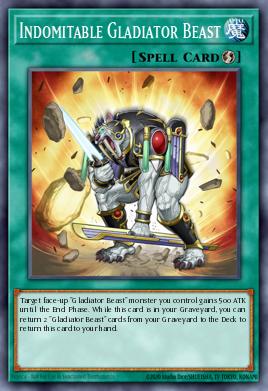 Indomitable Gladiator Beast 魔
[Spell Card]
Target face-up "Gladiator Beast" monster you control gains 500 ATK
until the End Phase. While this card is in your Graveyard, you can
return 2 "Gladiator Beast" cards from your Graveyard to the Deck to
return this card to your hand.